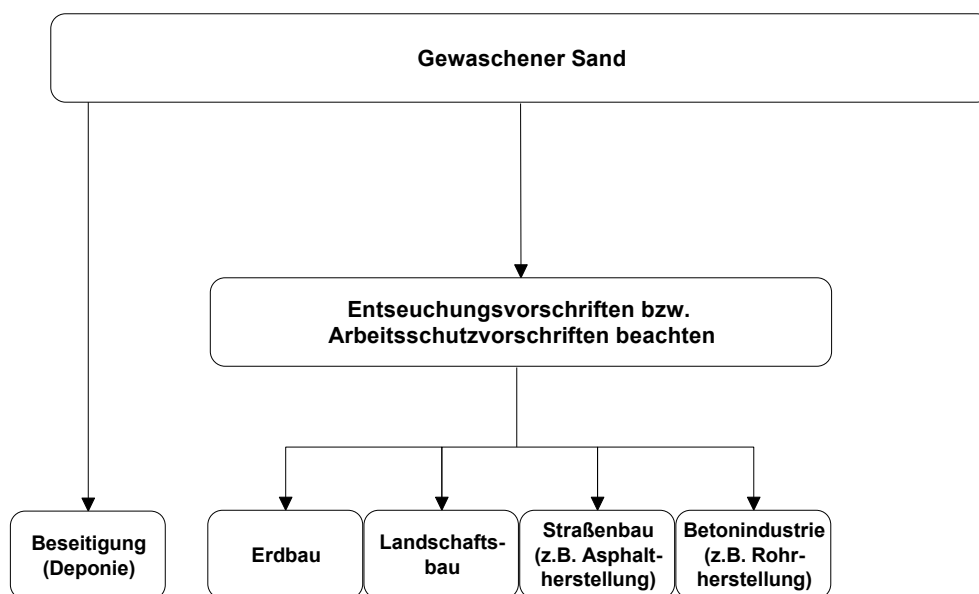 Gewaschener Sand
Entseuchungsvorschriften bzw.
Arbeitsschutzvorschriften beachten
Beseitigung
(Deponie)
Erdbau
Landschafts-
bau
Straßenbau
(z.B. Asphalt-
herstellung)
Betonindustrie
(z.B. Rohr-
herstellung)